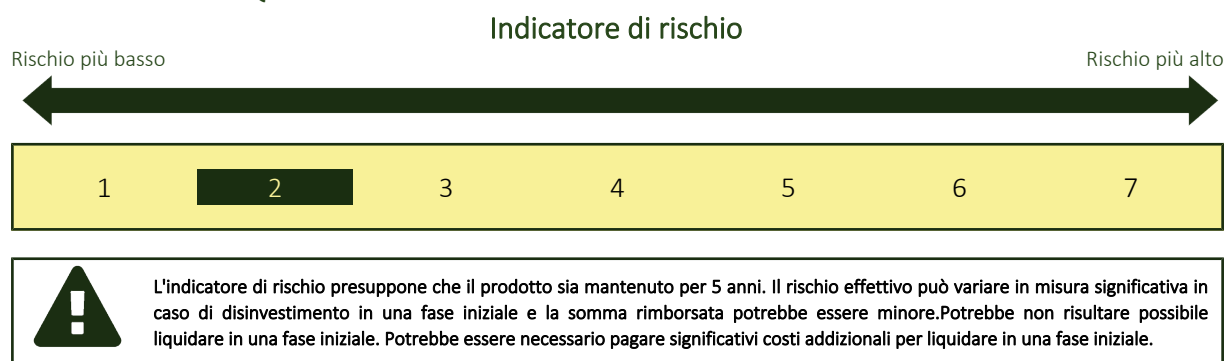 Indicatore di rischio
Rischio più basso
Rischio più alto
1 2 3 4 5 6 7
L'indicatore di rischio presuppone che il prodotto sia mantenuto per 5 anni. Il rischio effettivo può variare in misura significativa in
caso di disinvestimento in una fase iniziale e la somma rimborsata potrebbe essere minore.Potrebbe non risultare possibile
liquidare in una fase iniziale. Potrebbe essere necessario pagare significativi costi addizionali per liquidare in una fase iniziale.